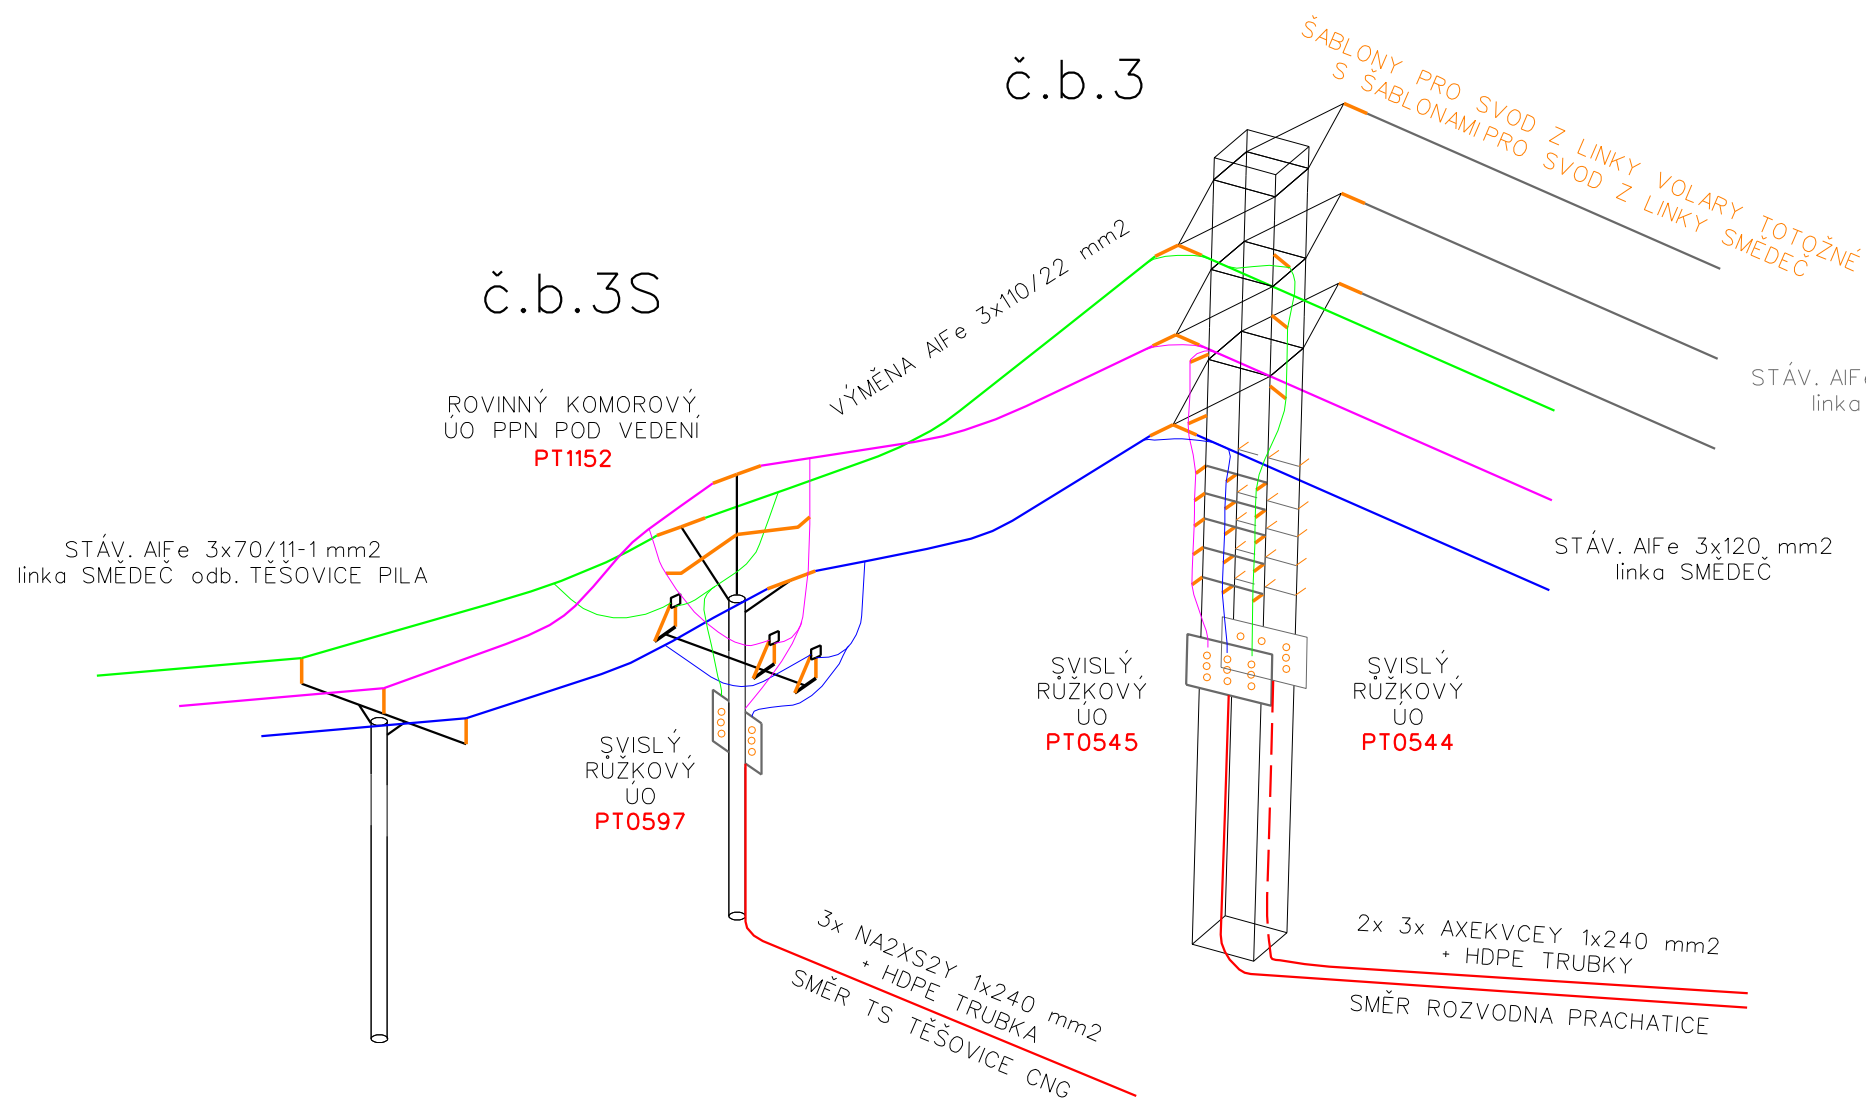 č.b.3
ŠABLONY PRO SVOD Z LINKY VOLARY TOTOŽNÉ
S ŠABLONAMI PRO SVOD Z LINKY SMĚDEČ
č.b.3S
VÝMĚNA AlFe 3x110/22 mm2
ROVINNÝ KOMOROVÝ
ÚO PPN POD VEDENÍ
PT1152
STÁV. AlFe
linka
STÁV. AlFe 3x70/11-1 mm2
linka SMĚDEČ odb. TĚŠOVICE PILA
STÁV. AlFe 3x120 mm2
linka SMĚDEČ
SVISLÝ
RŮŽKOVÝ
ÚO
PT0545
SVISLÝ
RŮŽKOVÝ
ÚO
PT0544
SVISLÝ
RŮŽKOVÝ
ÚO
PT0597
3x NA2XS2Y 1x240 mm2
+ HDPE TRUBKA
SMĚR TS TĚŠOVICE CNG
2x 3x AXEKVCEY 1x240 mm2
+ HDPE TRUBKY
SMĚR ROZVODNA PRACHATICE